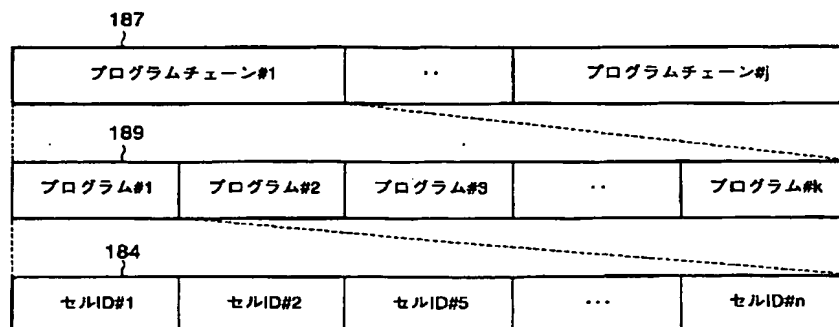 187
プログラムチェーン#1 ・・ プログラムチェーン#j
189
プログラム#1 プログラム#2 プログラム#3 ・・ プログラム#k
184
セルID#1 セルID#2 セルID#5 ・・・ セルID#n